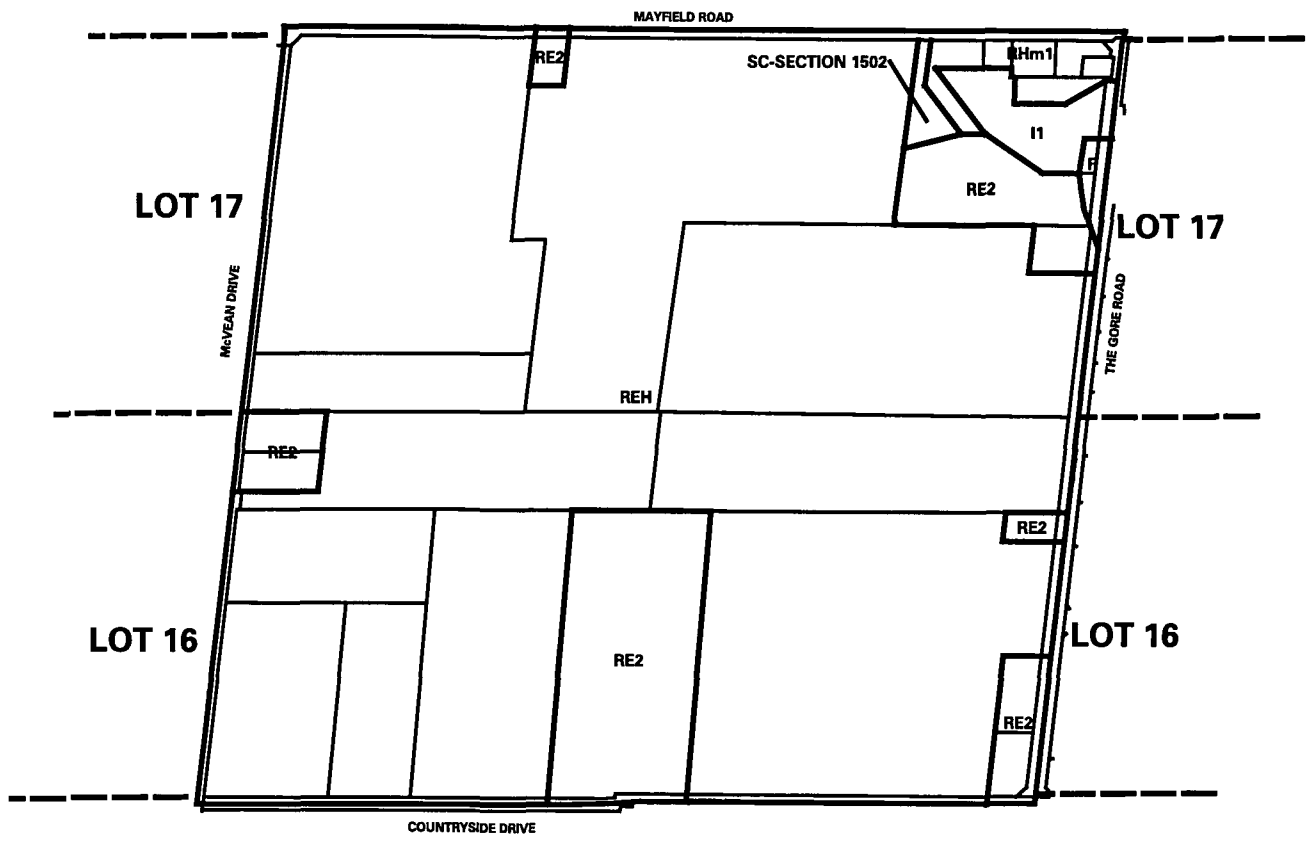 MAYFIELD ROAD
RE2
SC-SECTION 1502
RHm1
I1
F
RE2
LOT 17
LOT 17
McVEAN DRIVE
THE GORE ROAD
REH
RE2
RE2
LOT 16
LOT 16
RE2
RE2
COUNTRYSIDE DRIVE